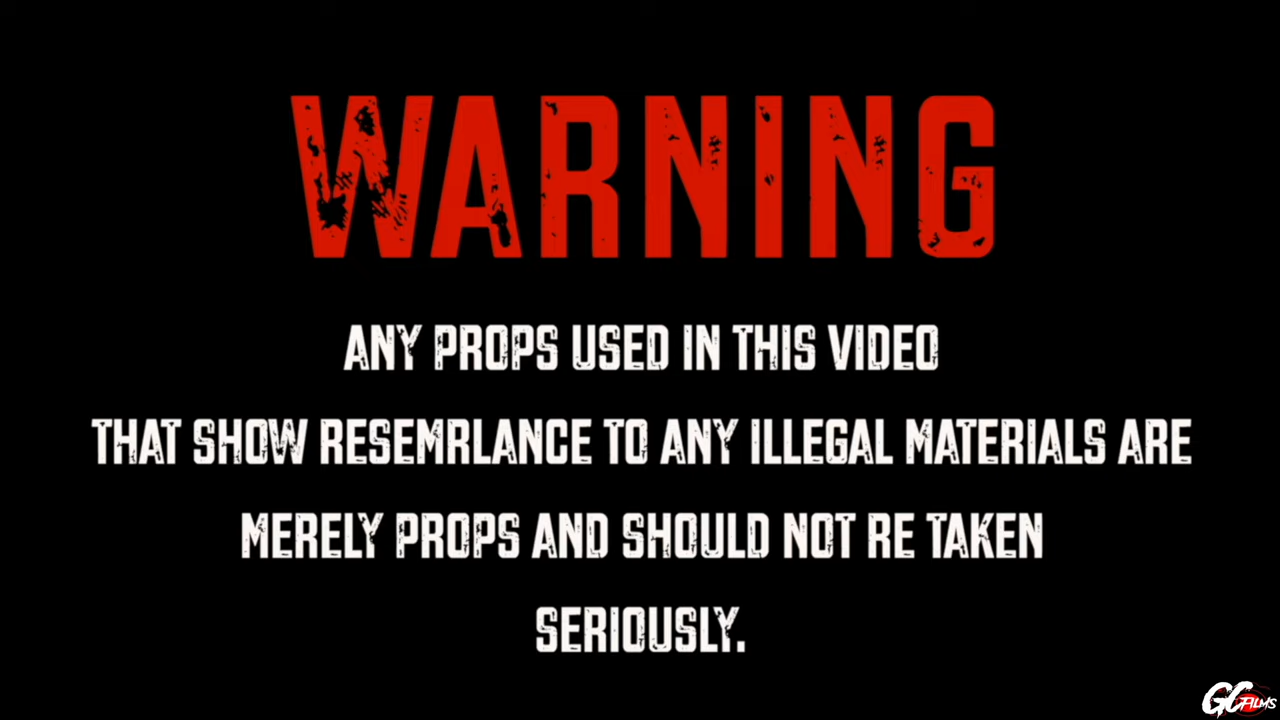 WARNING
ANY PROPS USED IN THIS VIDEO
THAT SHOW RESEMRLANCE TO ANY ILLEGAL MATERIALS ARE
MERELY PROPS AND SHOULD NOT RE TAKEN
SERIOUSLY.
GC FILMS